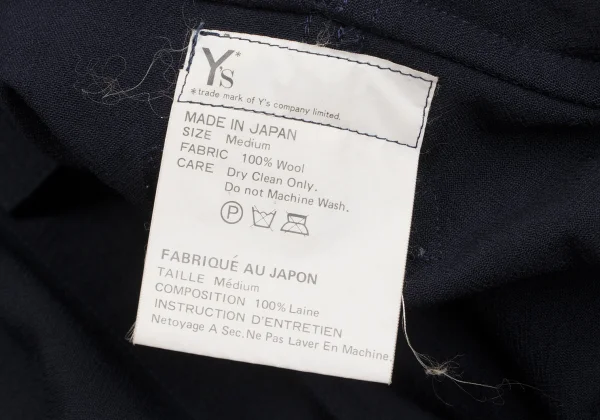 Y's*
*trade mark of Y's company limited.
MADE IN JAPAN
SIZE Medium
FABRIC 100% Wool
CARE Dry Clean Only.
Do not Machine Wash.
P
FABRIQUÉ AU JAPON
TAILLE Médium
COMPOSITION 100% Laine
INSTRUCTION D'ENTRETIEN
Nettoyage A Sec. Ne Pas Laver En Machine.